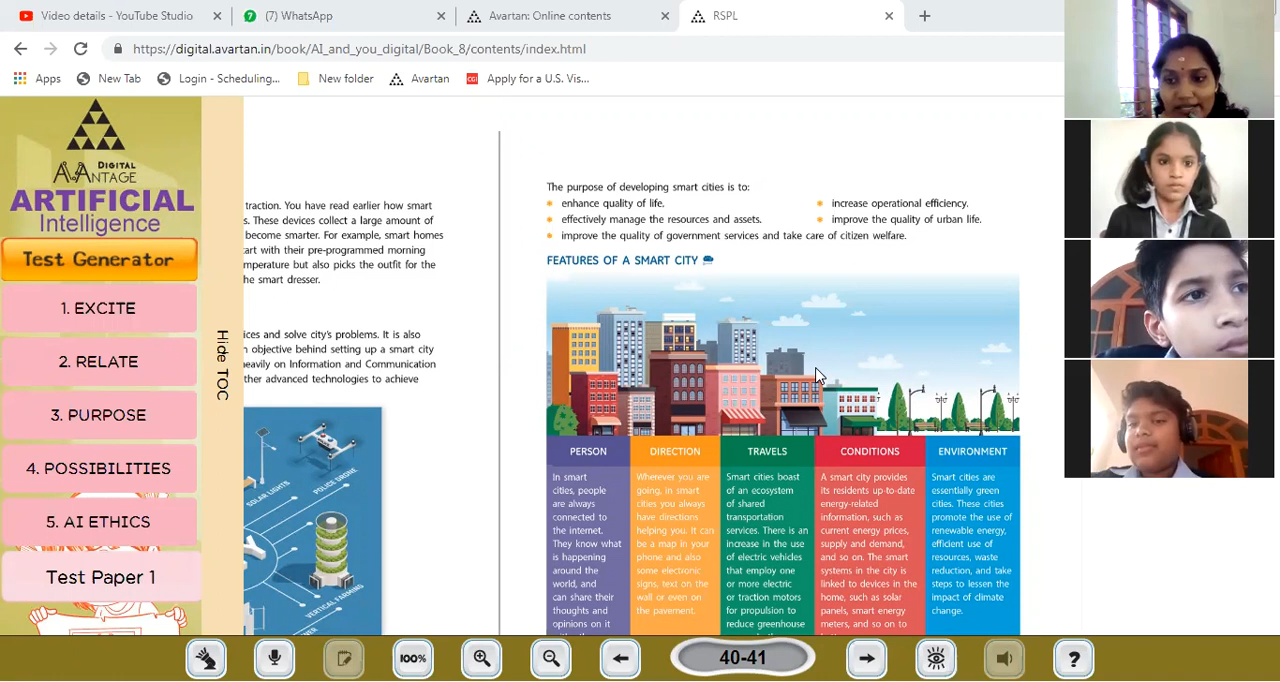 Video details - YouTube Studio
(7) WhatsApp
Avartan: Online contents
RSPL
https://digital.avartan.in/book/AI_and_you_digital/Book_8/contents/index.html
Apps
New Tab
Login - Scheduling...
New folder
Avartan
CGI
Apply for a U.S. Vis...
DIGITAL
AVANTAGE
ARTIFICIAL
Intelligence
Test Generator
1. EXCITE
2. RELATE
3. PURPOSE
4. POSSIBILITIES
5. AI ETHICS
Test Paper 1
Hide TOC
traction. You have read earlier how smart
s. These devices collect a large amount of
become smarter. For example, smart homes
art with their pre-programmed morning
mperature but also picks the outfit for the
he smart dresser.
ices and solve city's problems. It is also
n objective behind setting up a smart city
eavily on Information and Communication
ther advanced technologies to achieve
SOLAR LIGHTS
POLICE DRONE
VERTICAL FARMING
The purpose of developing smart cities is to:
enhance quality of life.
increase operational efficiency.
effectively manage the resources and assets.
improve the quality of urban life.
improve the quality of government services and take care of citizen welfare.
FEATURES OF A SMART CITY
PERSON
In smart
cities, people
are always
connected to
the internet.
They know what
is happening
around the
world, and
can share their
thoughts and
opinions on it
DIRECTION
Wherever you are
going, in smart
cities you always
have directions
helping you. It can
be a map in your
phone and also
some electronic
signs, text on the
wall or even on
the pavement.
TRAVELS
Smart cities boast
of an ecosystem
of shared
transportation
services. There is an
increase in the use
of electric vehicles
that employ one
or more electric
or traction motors
for propulsion to
reduce greenhouse
CONDITIONS
A smart city provides
its residents up-to-date
energy-related
information, such as
current energy prices,
supply and demand,
and so on. The smart
systems in the city is
linked to devices in the
home, such as solar
panels, smart energy
meters, and so on to
ENVIRONMENT
Smart cities are
essentially green
cities. These cities
promote the use of
renewable energy,
efficient use of
resources, waste
reduction, and take
steps to lessen the
impact of climate
change.
100%
40-41
?